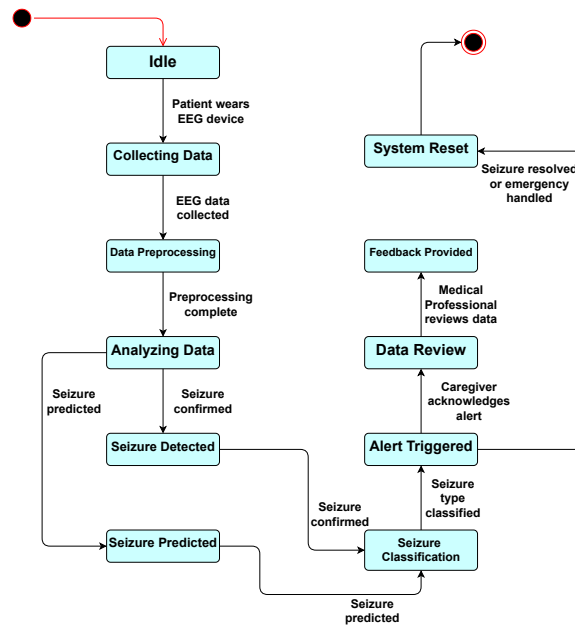 Idle
Patient wears
EEG device
Collecting Data
EEG data
collected
Data Preprocessing
Preprocessing
complete
Analyzing Data
Seizure
predicted
Seizure
confirmed
Seizure Detected
Seizure Predicted
Seizure
confirmed
Seizure
predicted
Seizure
Classification
Seizure
type
classified
Alert Triggered
Caregiver
acknowledges
alert
Data Review
Medical
Professional
reviews data
Feedback Provided
Seizure resolved
or emergency
handled
System Reset